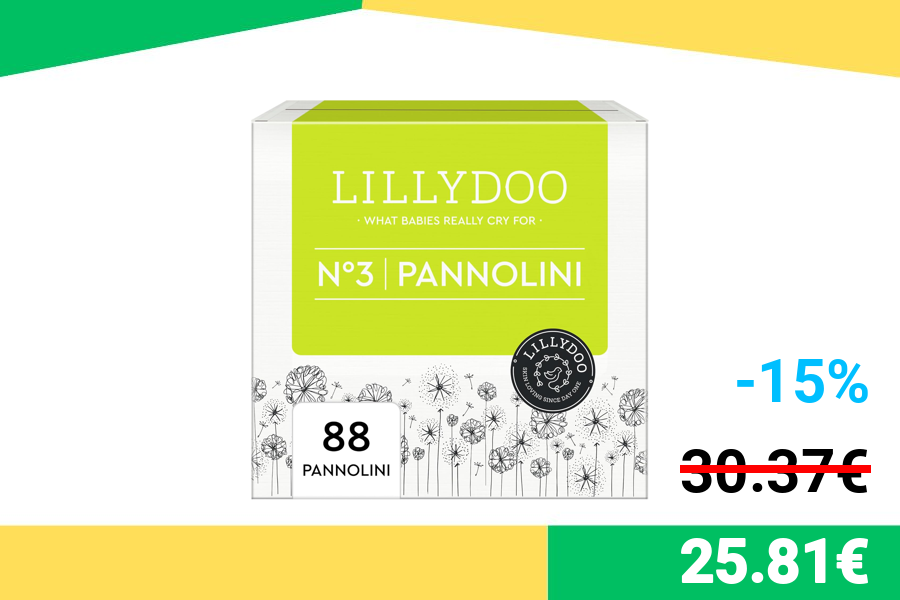 LILLYDOO
· WHAT BABIES REALLY CRY FOR ·
N°3 | PANNOLINI
LILLYDOO
SKIN LOVING SINCE DAY ONE
88
PANNOLINI
-15%
30.37€
25.81€